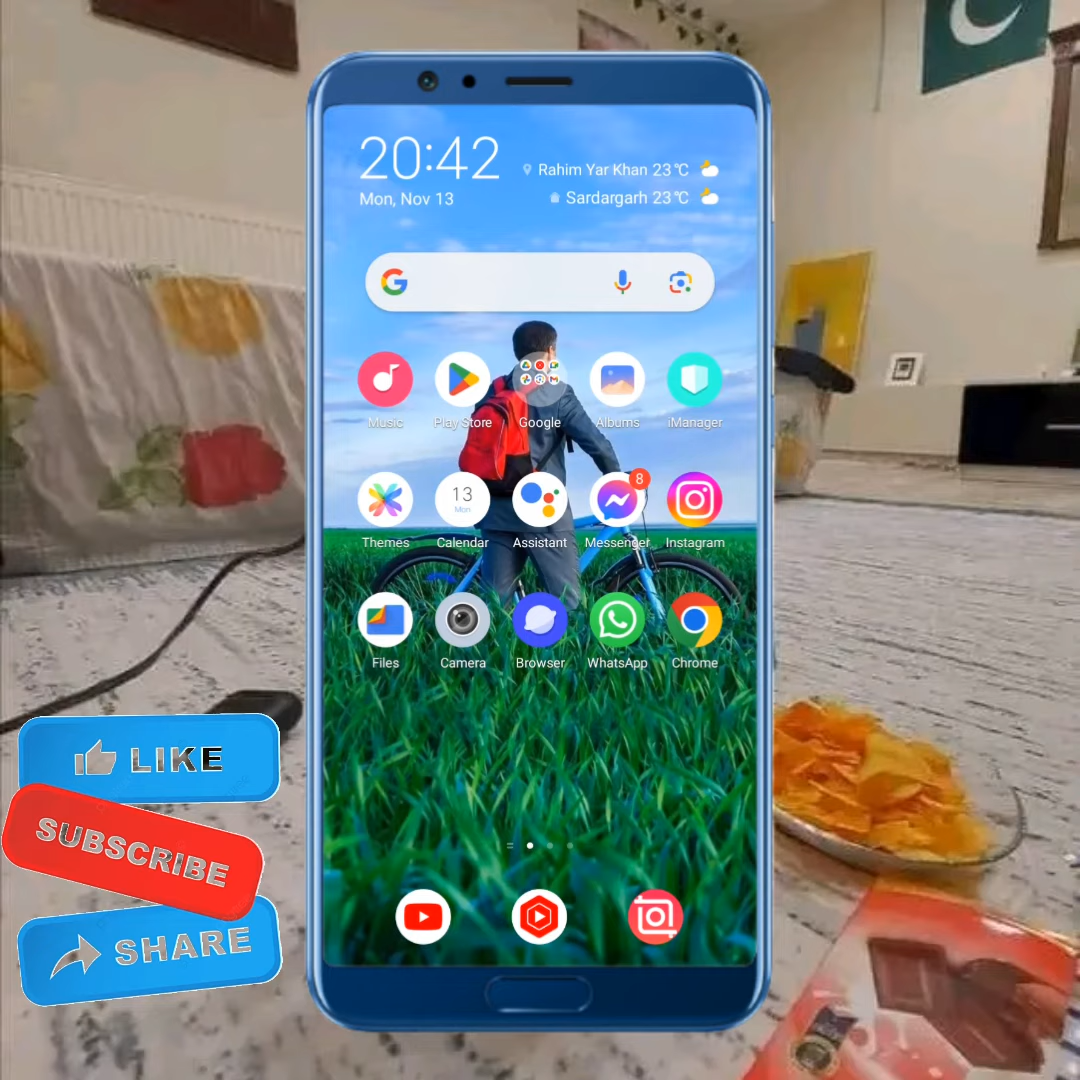 20:42
Rahim Yar Khan 23°C
Mon, Nov 13
Sardargarh 23°C
Music
Play Store
Google
Albums
iManager
13
Mon
8
Themes
Calendar
Assistant
Messenger
Instagram
Files
Camera
Browser
WhatsApp
Chrome
LIKE
SUBSCRIBE
SHARE